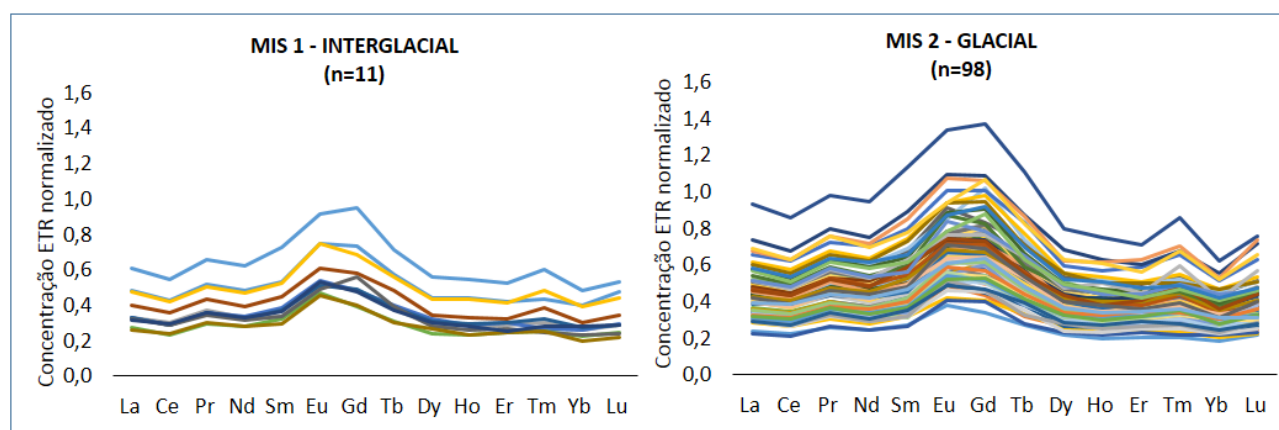 MIS 1 - INTERGLACIAL
(n=11)
Concentração ETR normalizado
1,6
1,4
1,2
1,0
0,8
0,6
0,4
0,2
0,0
La Ce Pr Nd Sm Eu Gd Tb Dy Ho Er Tm Yb Lu
MIS 2 - GLACIAL
(n=98)
Concentração ETR normalizado
1,6
1,4
1,2
1,0
0,8
0,6
0,4
0,2
0,0
La Ce Pr Nd Sm Eu Gd Tb Dy Ho Er Tm Yb Lu